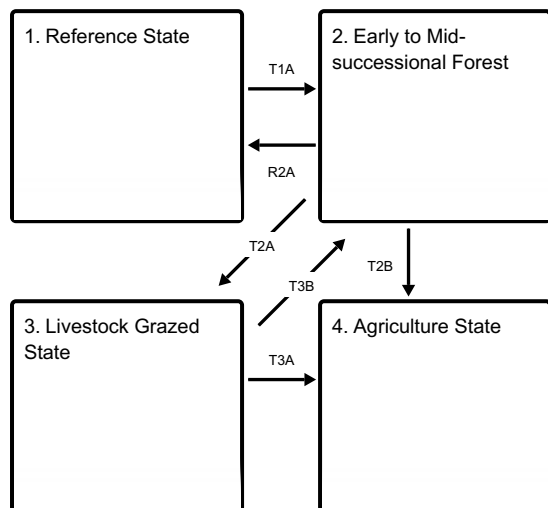 1. Reference State
2. Early to Mid-
successional Forest
T1A
R2A
T2A
T3B
T2B
3. Livestock Grazed
State
4. Agriculture State
T3A